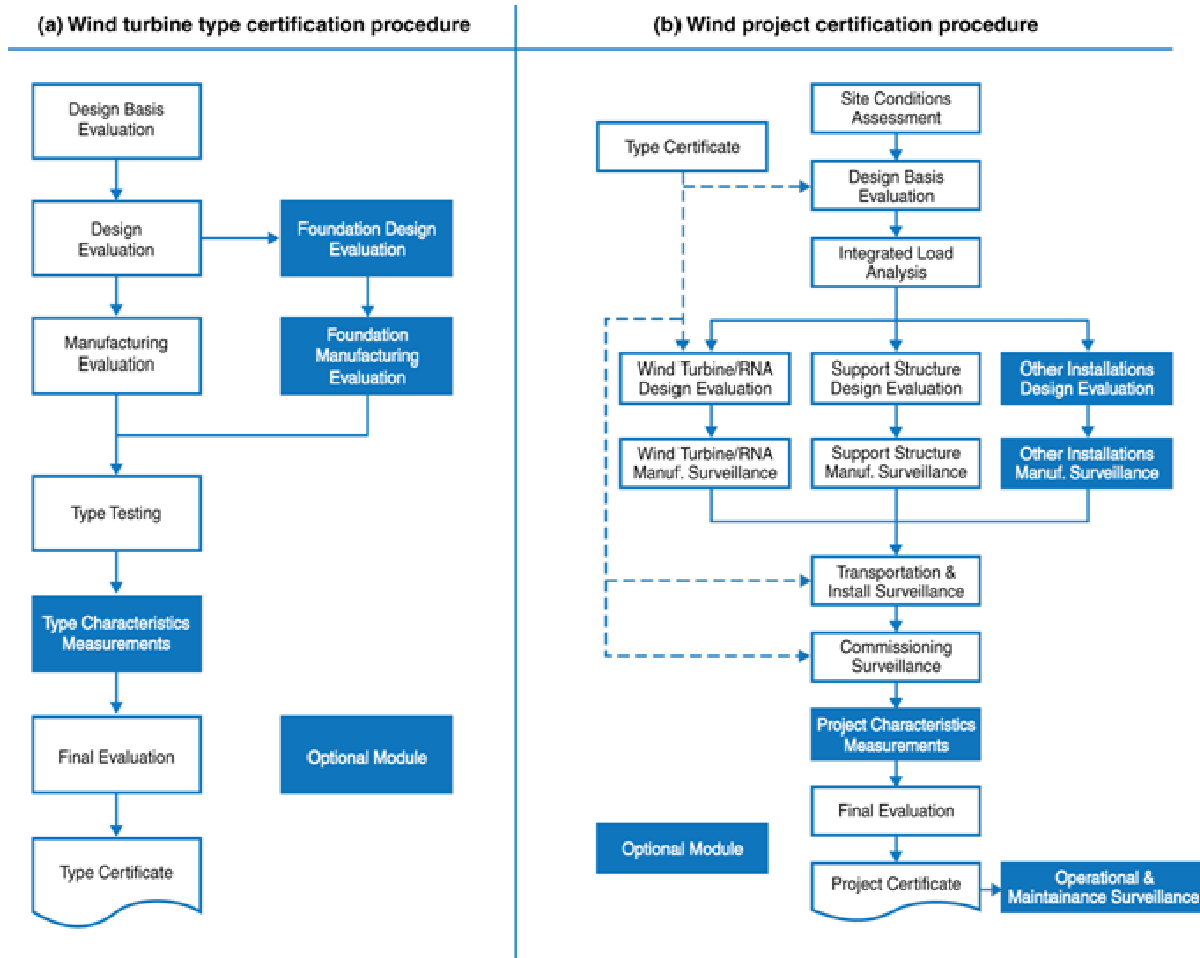 (a) Wind turbine type certification procedure
Design Basis
Evaluation
Design
Evaluation
Foundation Design
Evaluation
Manufacturing
Evaluation
Foundation
Manufacturing
Evaluation
Type Testing
Type Characteristics
Measurements
Final Evaluation
Optional Module
Type Certificate
(b) Wind project certification procedure
Site Conditions
Assessment
Type Certificate
Design Basis
Evaluation
Integrated Load
Analysis
Wind Turbine/RNA
Design Evaluation
Support Structure
Design Evaluation
Other Installations
Design Evaluation
Wind Turbine/RNA
Manuf. Surveillance
Support Structure
Manuf. Surveillance
Other Installations
Manuf. Surveillance
Transportation &
Install Surveillance
Commissioning
Surveillance
Project Characteristics
Measurements
Final Evaluation
Optional Module
Project Certificate
Operational &
Maintainance Surveillance